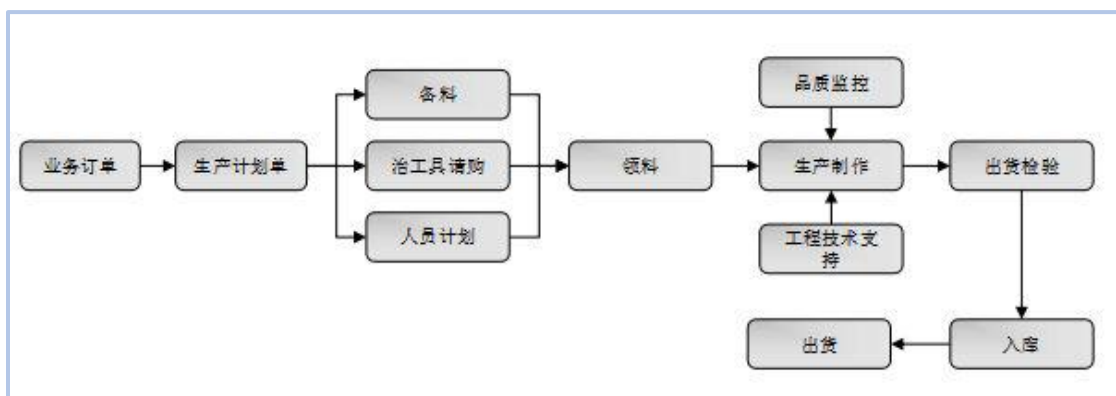 业务订单
生产计划单
备料
治工具请购
人员计划
领料
品质监控
生产制作
工程技术支
持
出货检验
入库
出货